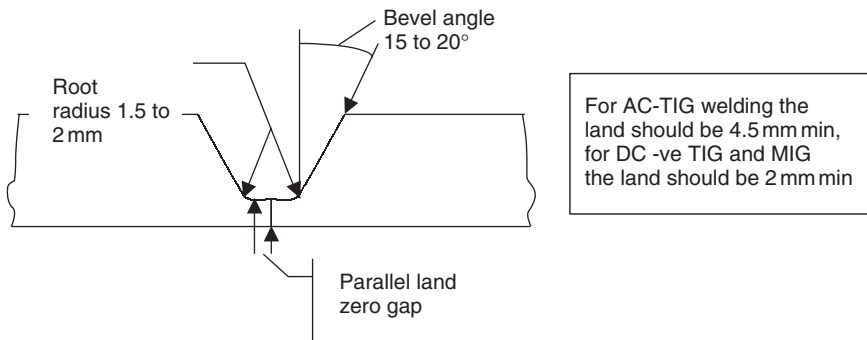 Bevel angle
15 to 20°
Root
radius 1.5 to
2 mm
For AC-TIG welding the
land should be 4.5 mm min,
for DC -ve TIG and MIG
the land should be 2 mm min
Parallel land
zero gap